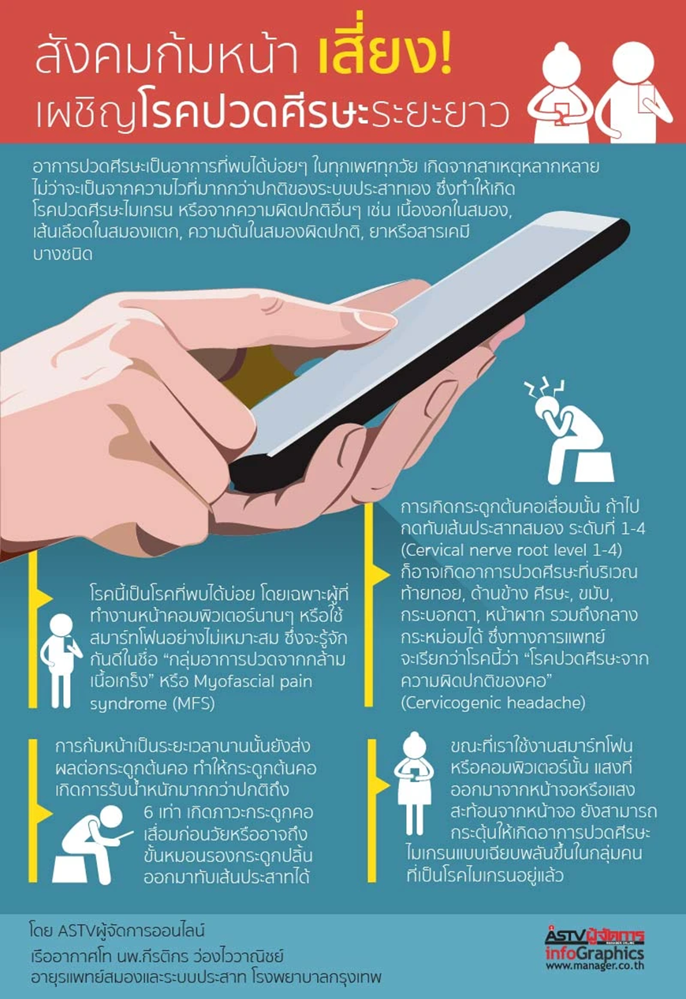 สังคมก้มหน้า เสี่ยง!
เผชิญโรคปวดศีรษะระยะยาว
อาการปวดศีรษะเป็นอาการที่พบได้บ่อยๆ ในทุกเพศทุกวัย เกิดจากสาเหตุหลากหลาย
ไม่ว่าจะเป็นจากความไวที่มากกว่าปกติของระบบประสาทเอง ซึ่งทำให้เกิด
โรคปวดศีรษะไมเกรน หรือจากความผิดปกติอื่นๆ เช่น เนื้องอกในสมอง,
เส้นเลือดในสมองแตก, ความดันในสมองผิดปกติ, ยาหรือสารเคมี
บางชนิด
การเกิดกระดูกต้นคอเสื่อมนั้น ถ้าไป
กดทับเส้นประสาทสมอง ระดับที่ 1-4
(Cervical nerve root level 1-4)
ก็อาจเกิดอาการปวดศีรษะที่บริเวณ
ท้ายทอย, ด้านข้าง ศีรษะ, ขมับ,
กระบอกตา, หน้าผาก รวมถึงกลาง
กระหม่อมได้ ซึ่งทางการแพทย์
จะเรียกว่าโรคนี้ว่า “โรคปวดศีรษะจาก
ความผิดปกติของคอ”
(Cervicogenic headache)
โรคนี้เป็นโรคที่พบได้บ่อย โดยเฉพาะผู้ที่
ทำงานหน้าคอมพิวเตอร์นานๆ หรือใช้
สมาร์ทโฟนอย่างไม่เหมาะสม ซึ่งจะรู้จัก
กันดีในชื่อ “กลุ่มอาการปวดจากกล้าม
เนื้อเกร็ง” หรือ Myofascial pain
syndrome (MFS)
การก้มหน้าเป็นระยะเวลานานนั้นยังส่ง
ผลต่อกระดูกต้นคอ ทำให้กระดูกต้นคอ
เกิดการรับน้ำหนักมากกว่าปกติถึง
6 เท่า เกิดภาวะกระดูกคอ
เสื่อมก่อนวัยหรืออาจถึง
ขั้นหมอนรองกระดูกปลิ้น
ออกมาทับเส้นประสาทได้
ขณะที่เราใช้งานสมาร์ทโฟน
หรือคอมพิวเตอร์นั้น แสงที่
ออกมาจากหน้าจอหรือแสง
สะท้อนจากหน้าจอ ยังสามารถ
กระตุ้นให้เกิดอาการปวดศีรษะ
ไมเกรนแบบเฉียบพลันขึ้นในกลุ่มคน
ที่เป็นโรคไมเกรนอยู่แล้ว
โดย ASTVผู้จัดการออนไลน์
เรืออากาศโท นพ.กีรติกร ว่องไววาณิชย์
อายุรแพทย์สมองและระบบประสาท โรงพยาบาลกรุงเทพ
ASTVผู้จัดการ
MANAGER ONLINE
infoGraphics
www.manager.co.th